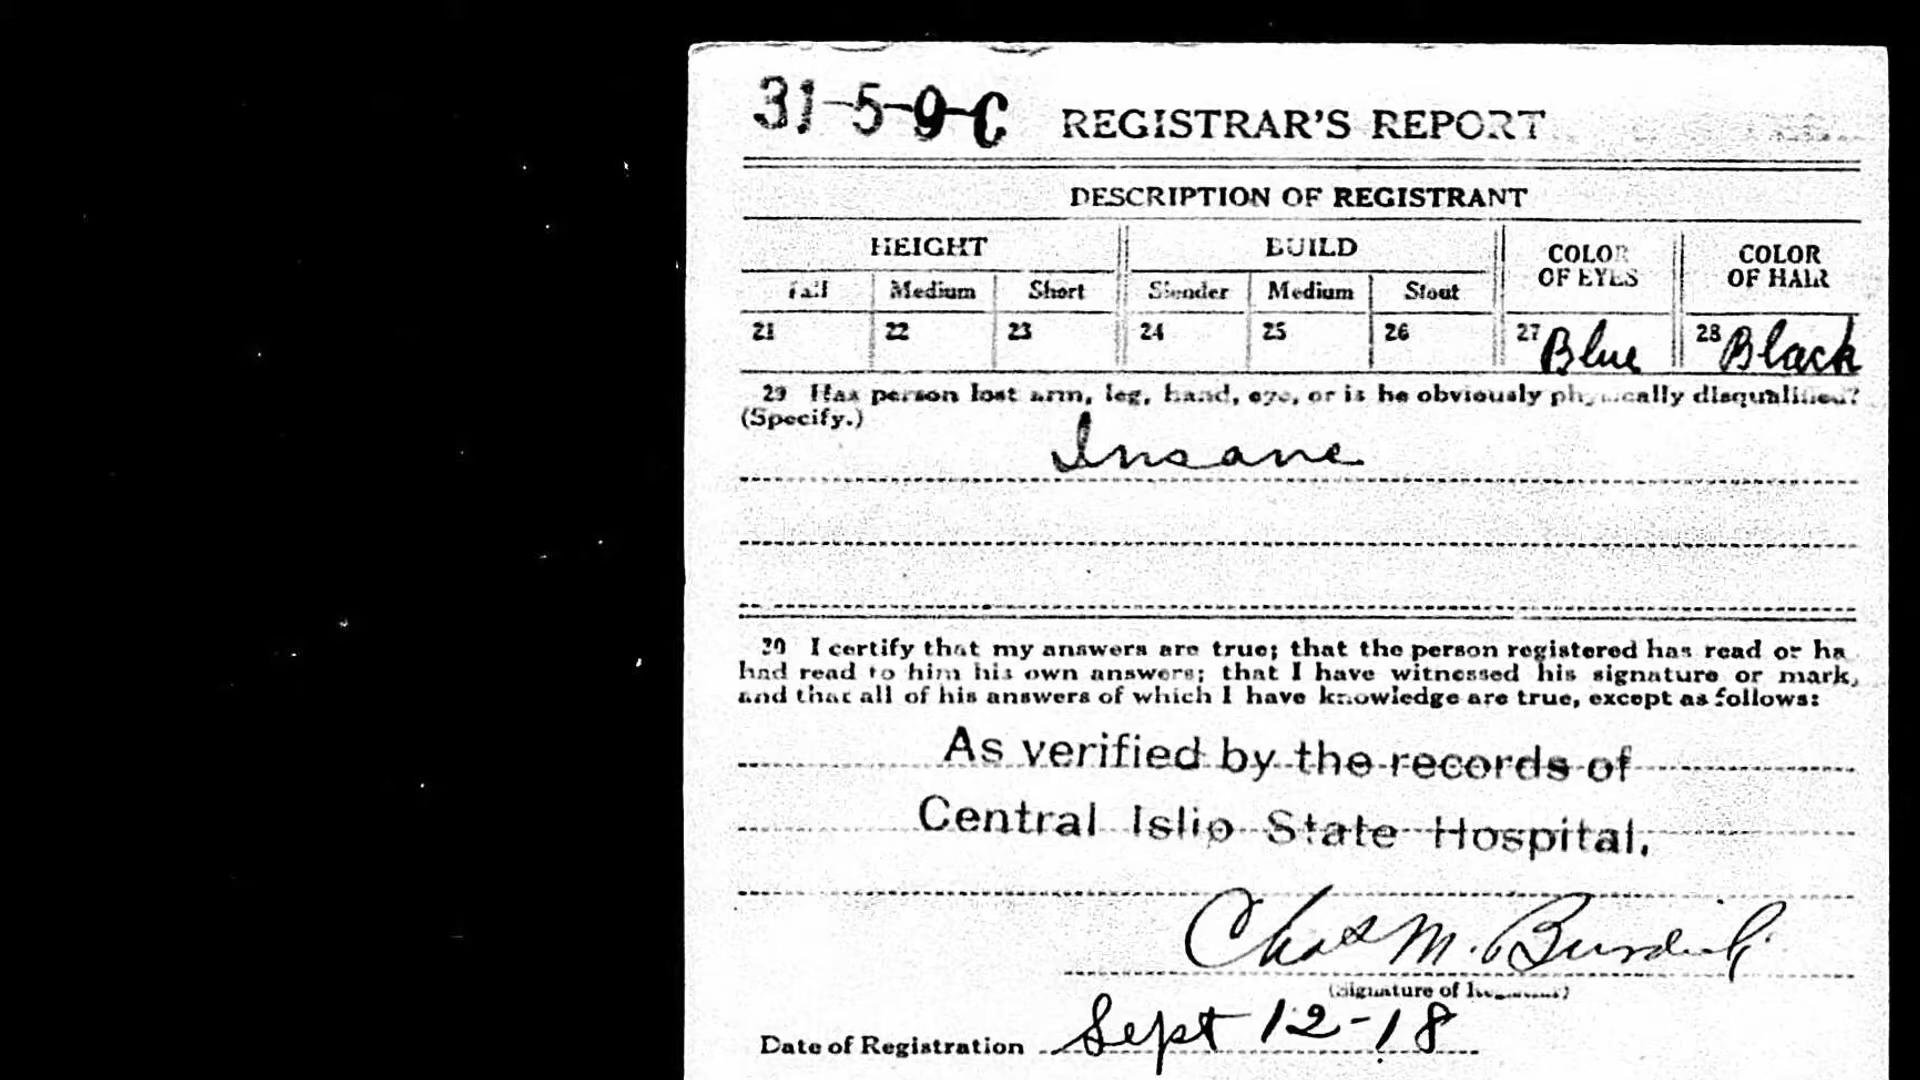 31-5-9-C REGISTRAR'S REPORT
DESCRIPTION OF REGISTRANT
HEIGHT BUILD COLOR OF EYES COLOR OF HAIR
Tall Medium Short Slender Medium Stout
21 22 23 24 25 26 27 Blue 28 Black
29 Has person lost arm, leg, hand, eye, or is he obviously physically disqualified?
(Specify.)
Insane
30 I certify that my answers are true; that the person registered has read or ha
had read to him his own answers; that I have witnessed his signature or mark,
and that all of his answers of which I have knowledge are true, except as follows:
As verified by the records of
Central Islip State Hospital.
Chas M.
(Signature of Registrar)
Date of Registration Sept 12-18